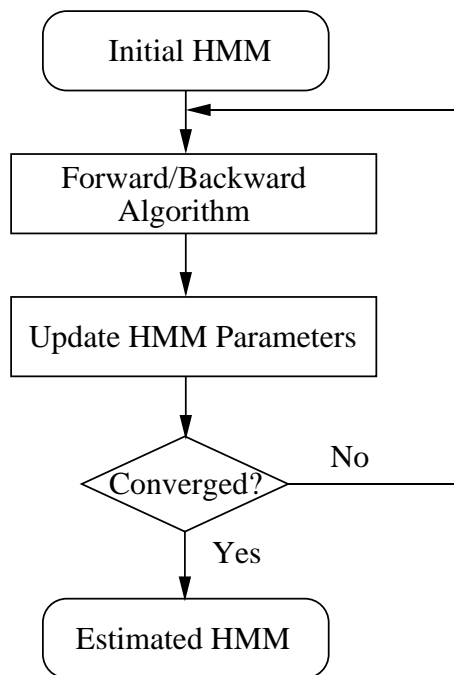 Initial HMM
Forward/Backward
Algorithm
Update HMM Parameters
Converged?
No
Yes
Estimated HMM